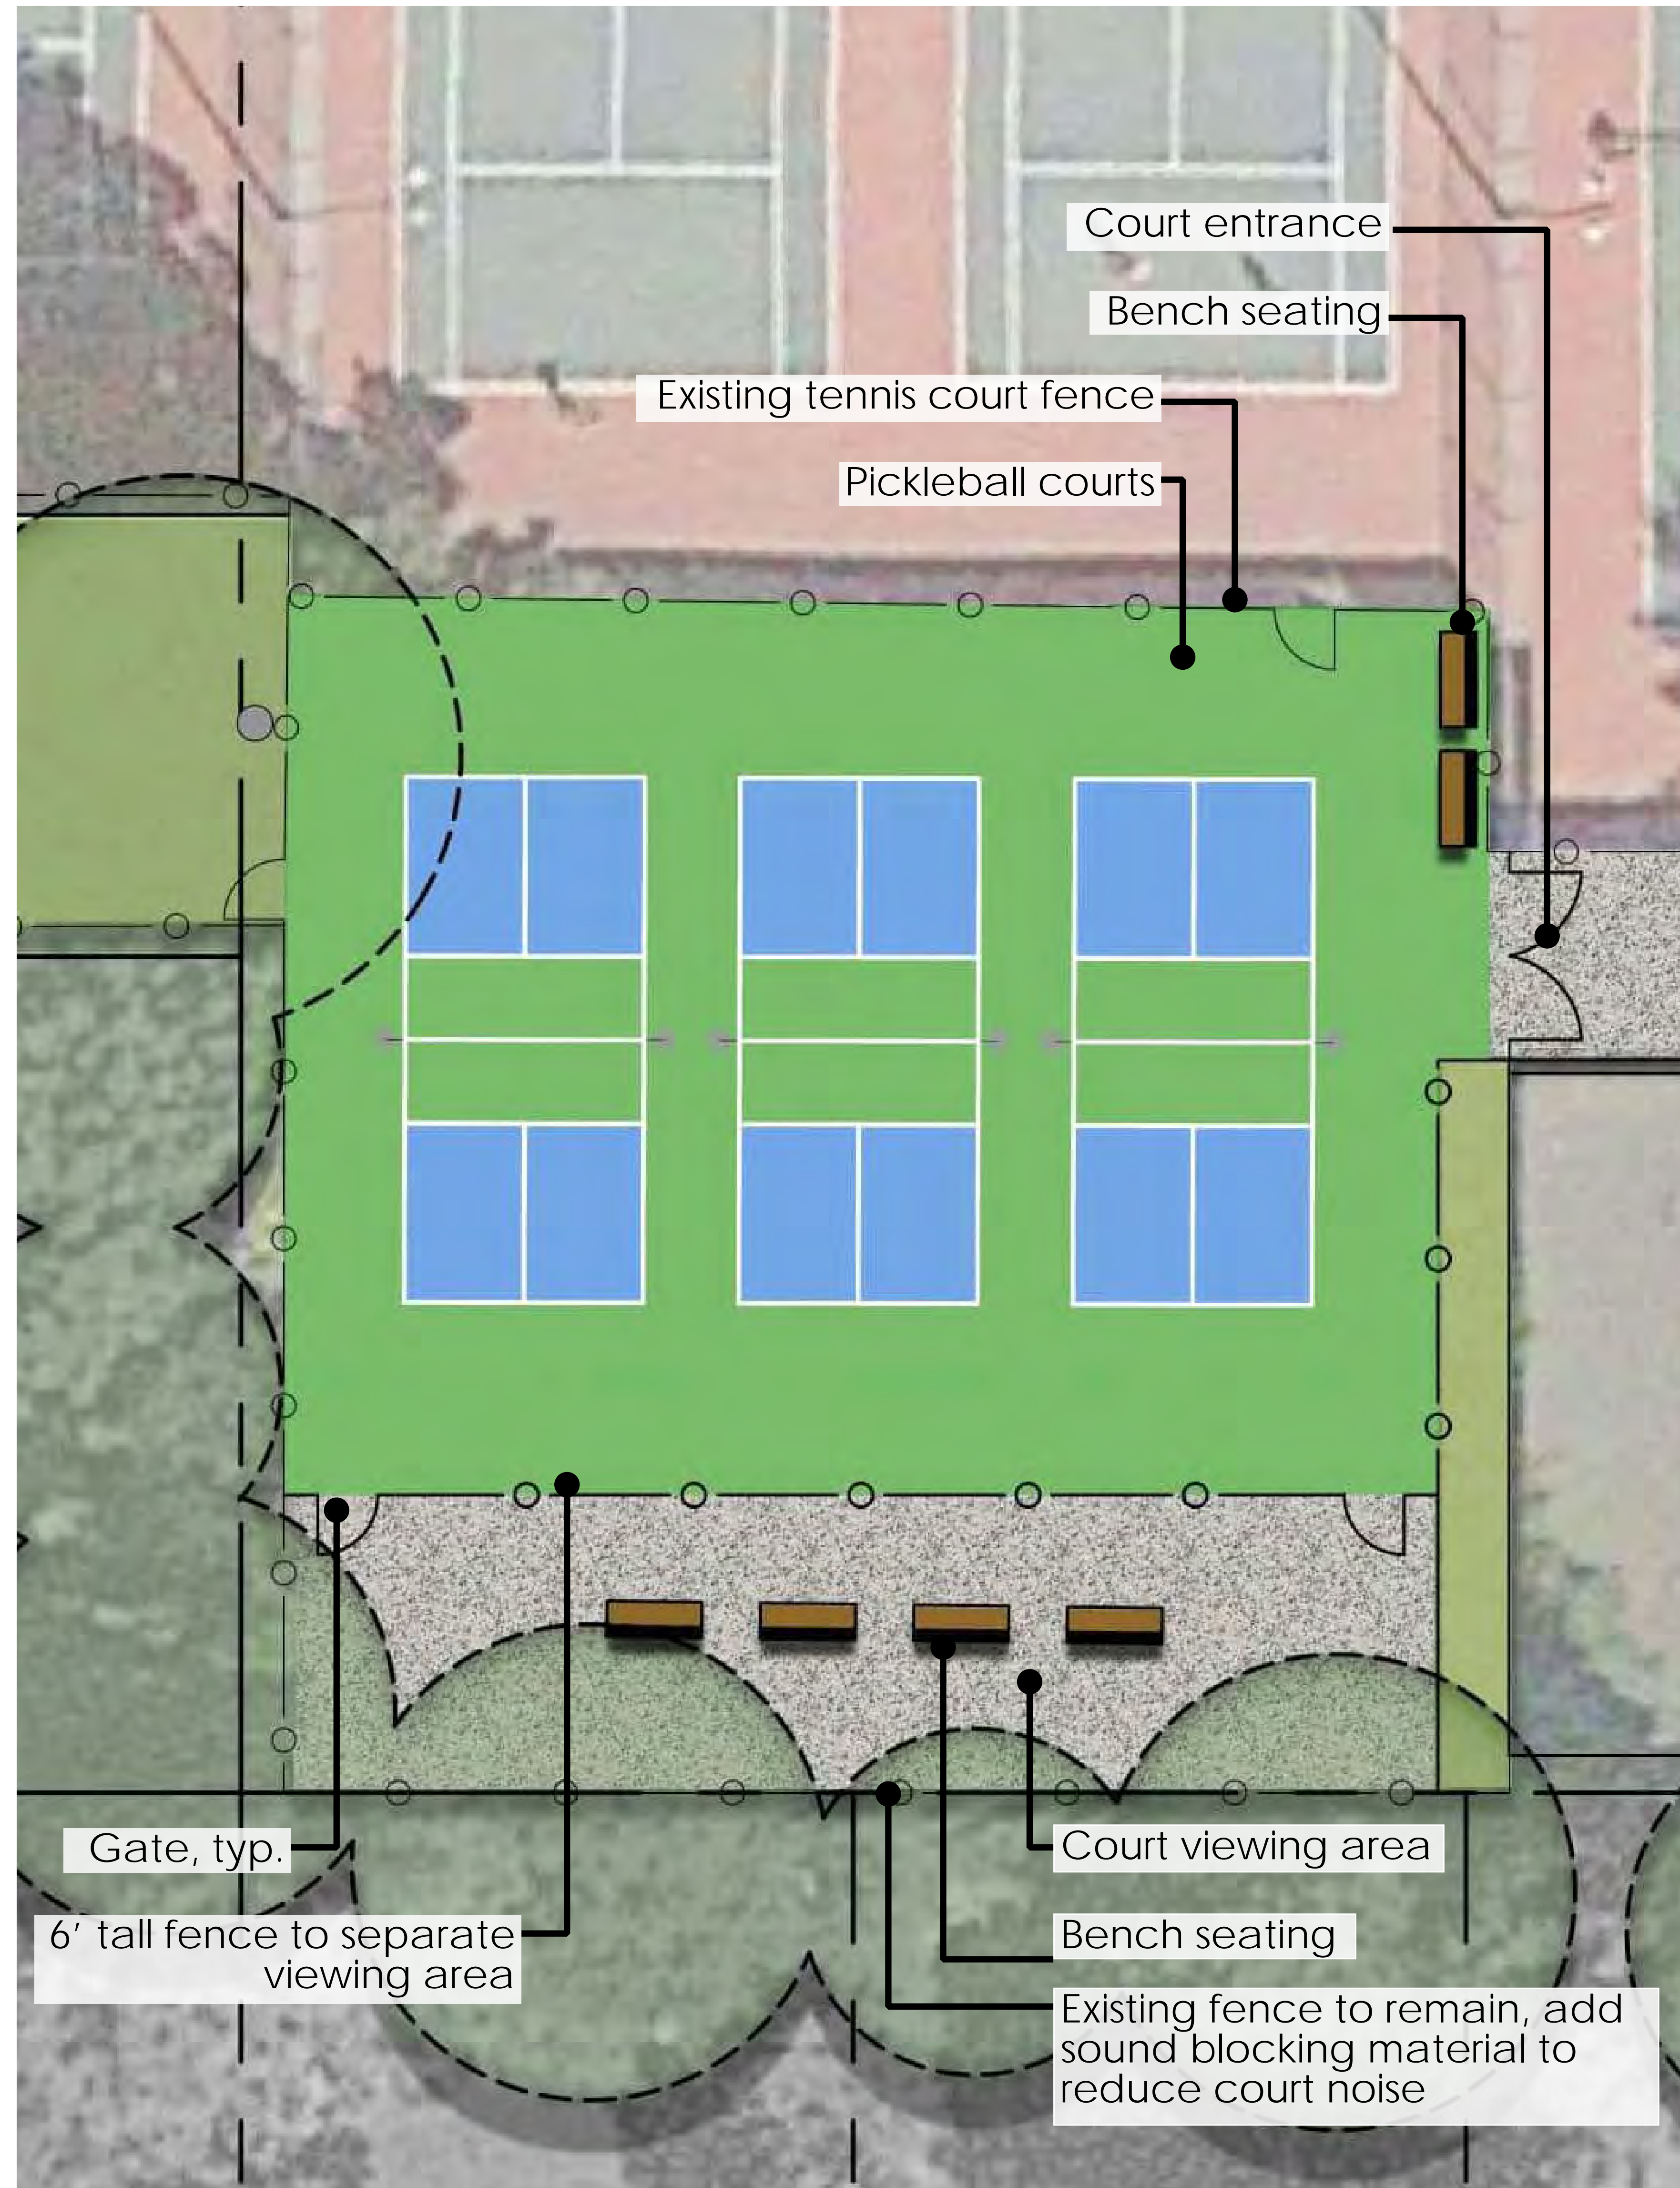 Court entrance
Bench seating
Existing tennis court fence
Pickleball courts
Gate, typ.
6' tall fence to separate
viewing area
Court viewing area
Bench seating
Existing fence to remain, add
sound blocking material to
reduce court noise